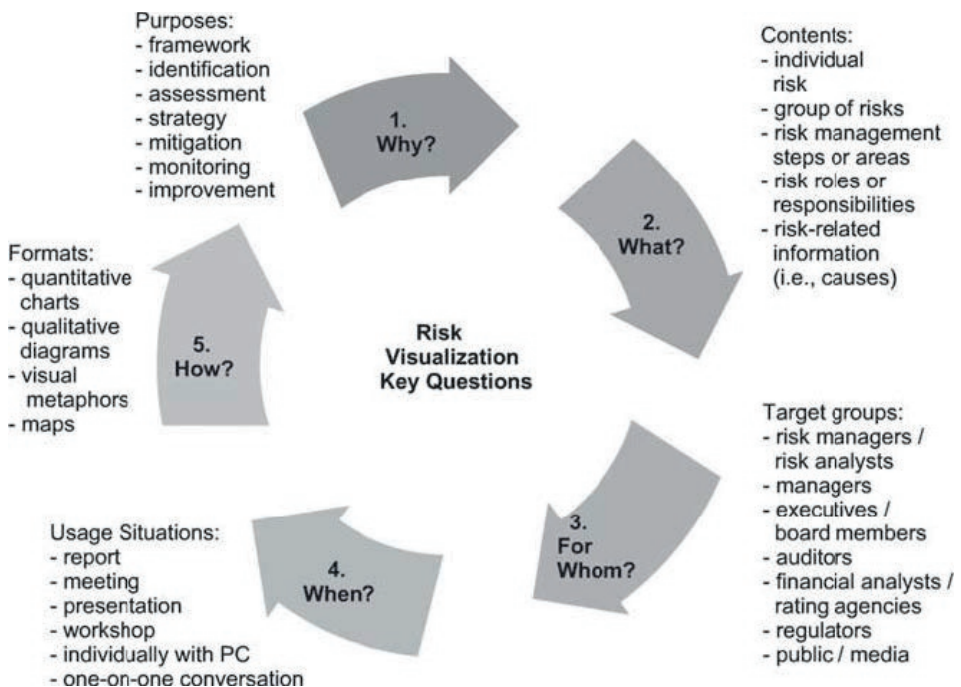 Purposes:
- framework
- identification
- assessment
- strategy
- mitigation
- monitoring
- improvement
1.
Why?
Contents:
- individual
risk
- group of risks
- risk management
steps or areas
- risk roles or
responsibilities
- risk-related
information
(i.e., causes)
2.
What?
Risk
Visualization
Key Questions
Target groups:
- risk managers /
risk analysts
- managers
- executives /
board members
- auditors
- financial analysts /
rating agencies
- regulators
- public / media
3.
For
Whom?
Usage Situations:
- report
- meeting
- presentation
- workshop
- individually with PC
- one-on-one conversation
4.
When?
Formats:
- quantitative
charts
- qualitative
diagrams
- visual
metaphors
- maps
5.
How?